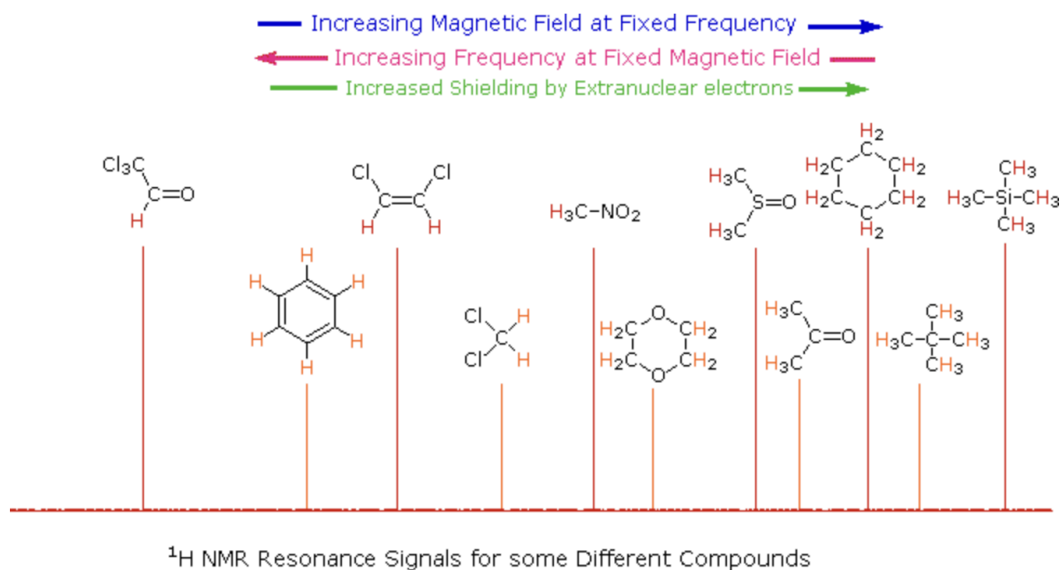 Increasing Magnetic Field at Fixed Frequency
Increasing Frequency at Fixed Magnetic Field
Increased Shielding by Extranuclear electrons
Cl₃C
C=O
H
Cl Cl
C=C
H H
H₃C–NO₂
H₃C
S=O
H₃C
H₂
C
H₂C CH₂
H₂C CH₂
C
H₂
CH₃
H₃C–Si–CH₃
CH₃
H
H H
H H
H
Cl H
C
Cl H
O
H₂C CH₂
H₂C CH₂
O
H₃C
C=O
H₃C
CH₃
H₃C C CH₃
CH₃
¹H NMR Resonance Signals for some Different Compounds